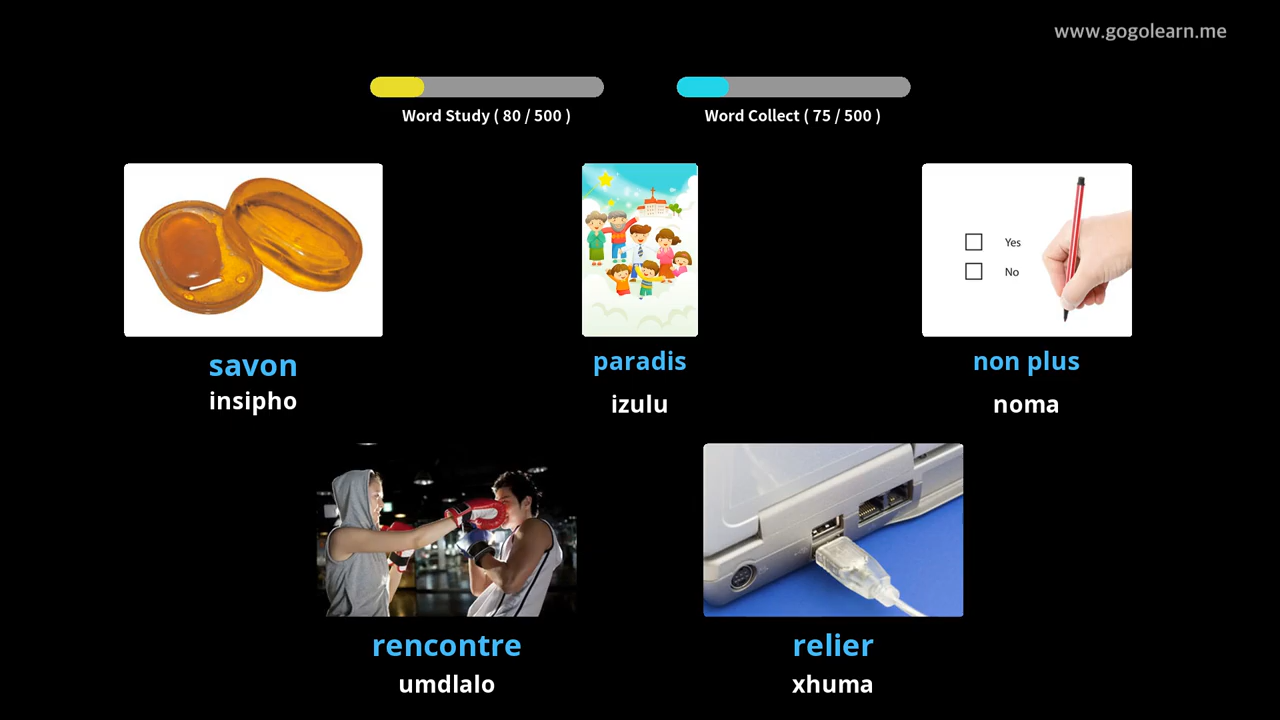 www.gogolearn.me
Word Study ( 80 / 500 )
Word Collect ( 75 / 500 )
Yes
No
savon
insipho
paradis
izulu
non plus
noma
rencontre
umdlalo
relier
xhuma